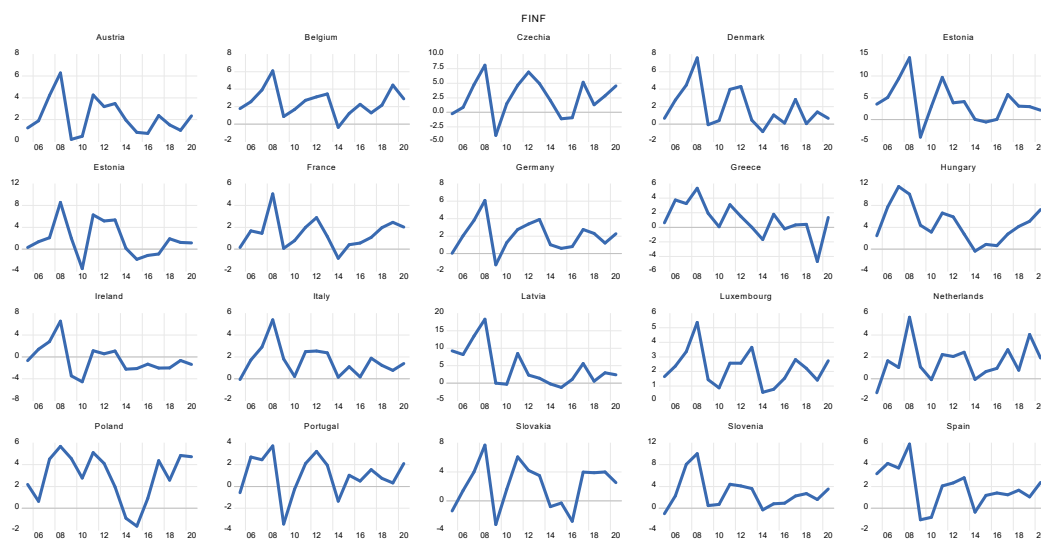 FINF
Austria Belgium Czechia Denmark Estonia
8 8 10.0 8 15
6 6 7.5 6 10
4 4 5.0 4 5
2 2 2.5 2 0
0 0 0.0 0 -5
-2 -2.5 -2
-5.0
06 08 10 12 14 16 18 20 06 08 10 12 14 16 18 20 06 08 10 12 14 16 18 20 06 08 10 12 14 16 18 20 06 08 10 12 14 16 18 20
Estonia France Germany Greece Hungary
12 6 8 6 12
8 4 6 4 8
4 2 4 2 4
0 0 2 0 0
-4 -2 0 -2 -4
-2 -4
-6
06 08 10 12 14 16 18 20 06 08 10 12 14 16 18 20 06 08 10 12 14 16 18 20 06 08 10 12 14 16 18 20 06 08 10 12 14 16 18 20
Ireland Italy Latvia Luxembourg Netherlands
8 6 20 6 6
4 4 15 5 4
0 2 10 4 2
-4 0 5 3 0
-8 -2 0 2 -2
-5 1
0
06 08 10 12 14 16 18 20 06 08 10 12 14 16 18 20 06 08 10 12 14 16 18 20 06 08 10 12 14 16 18 20 06 08 10 12 14 16 18 20
Poland Portugal Slovakia Slovenia Spain
6 4 8 12 6
4 2 4 8 4
2 0 0 4 2
0 -2 -4 0 0
-2 -4 -4 -2
06 08 10 12 14 16 18 20 06 08 10 12 14 16 18 20 06 08 10 12 14 16 18 20 06 08 10 12 14 16 18 20 06 08 10 12 14 16 18 20